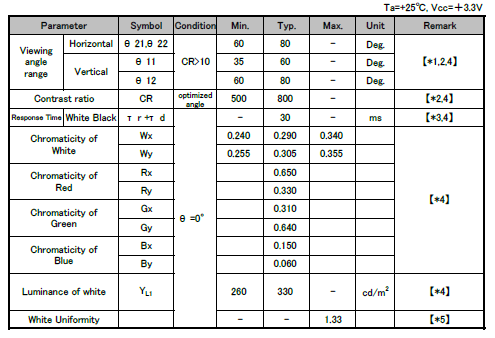 Ta=+25℃, Vcc=+3.3V
Parameter Symbol Condition Min. Typ. Max. Unit Remark
Viewing angle range Horizontal θ 21,θ 22 CR>10 60 80 - Deg. 【*1,2,4】
Vertical θ 11 35 60 - Deg.
θ 12 60 80 - Deg.
Contrast ratio CR optimized angle 500 800 - 【*2,4】
Response Time White Black τ r +τ d θ =0° - 30 - ms 【*3,4】
Chromaticity of White Wx 0.240 0.290 0.340 【*4】
Wy 0.255 0.305 0.355
Chromaticity of Red Rx 0.650
Ry 0.330
Chromaticity of Green Gx 0.310
Gy 0.640
Chromaticity of Blue Bx 0.150
By 0.060
Luminance of white YL1 260 330 - cd/m² 【*4】
White Uniformity - - 1.33 【*5】